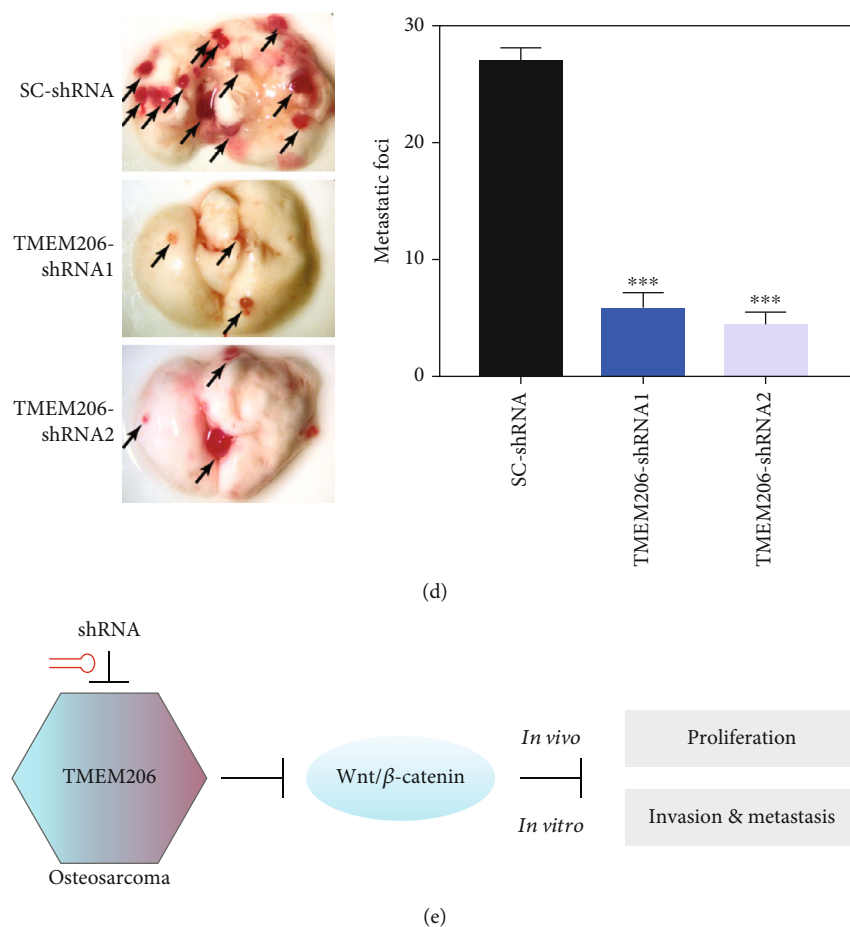 SC-shRNA
TMEM206-
shRNA1
TMEM206-
shRNA2
Metastatic foci
30
20
10
0
***
***
SC-shRNA
TMEM206-shRNA1
TMEM206-shRNA2
(d)
shRNA
TMEM206
Osteosarcoma
Wnt/β-catenin
In vivo
In vitro
Proliferation
Invasion & metastasis
(e)